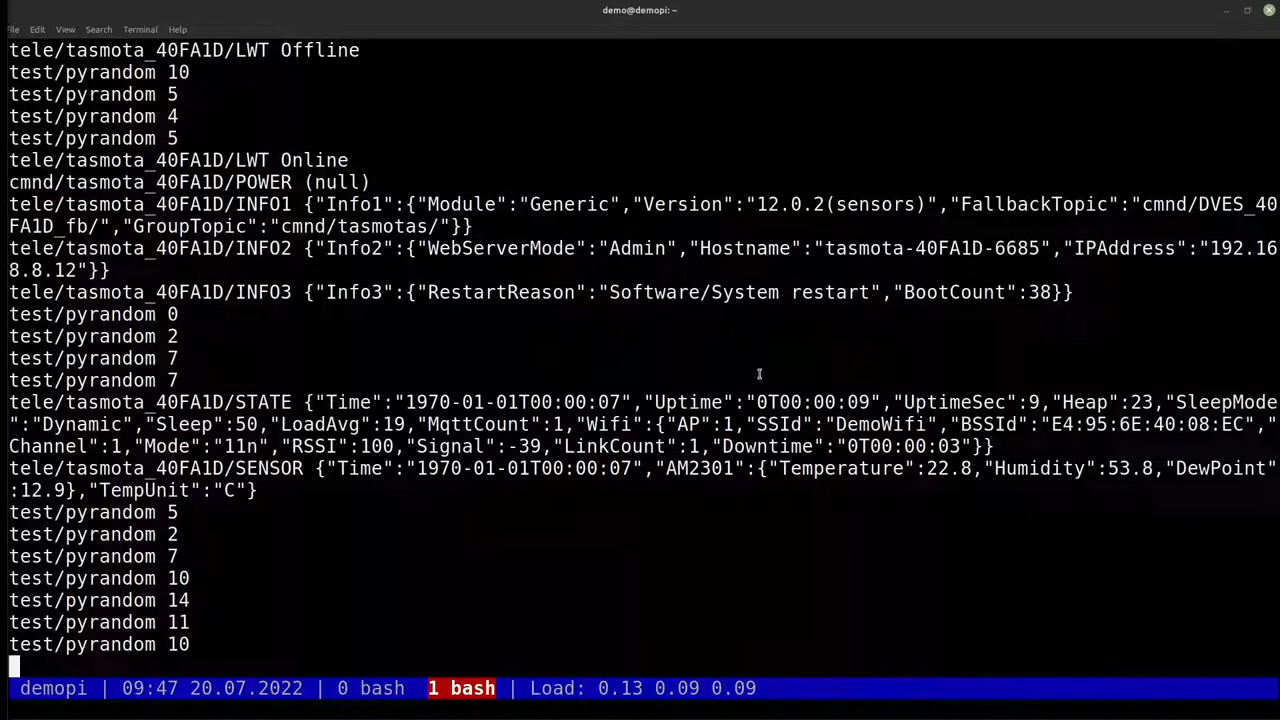 demo@demopi: ~
File Edit View Search Terminal Help
tele/tasmota_40FA1D/LWT Offline
test/pyrandom 10
test/pyrandom 5
test/pyrandom 4
test/pyrandom 5
tele/tasmota_40FA1D/LWT Online
cmnd/tasmota_40FA1D/POWER (null)
tele/tasmota_40FA1D/INFO1 {"Info1":{"Module":"Generic","Version":"12.0.2(sensors)","FallbackTopic":"cmnd/DVES_40
FA1D_fb/","GroupTopic":"cmnd/tasmotas/"}}
tele/tasmota_40FA1D/INFO2 {"Info2":{"WebServerMode":"Admin","Hostname":"tasmota-40FA1D-6685","IPAddress":"192.16
8.8.12"}}
tele/tasmota_40FA1D/INFO3 {"Info3":{"RestartReason":"Software/System restart","BootCount":38}}
test/pyrandom 0
test/pyrandom 2
test/pyrandom 7
test/pyrandom 7
tele/tasmota_40FA1D/STATE {"Time":"1970-01-01T00:00:07","Uptime":"0T00:00:09","UptimeSec":9,"Heap":23,"SleepMode
":"Dynamic","Sleep":50,"LoadAvg":19,"MqttCount":1,"Wifi":{"AP":1,"SSId":"DemoWifi","BSSId":"E4:95:6E:40:08:EC","
Channel":1,"Mode":"11n","RSSI":100,"Signal":-39,"LinkCount":1,"Downtime":"0T00:00:03"}}
tele/tasmota_40FA1D/SENSOR {"Time":"1970-01-01T00:00:07","AM2301":{"Temperature":22.8,"Humidity":53.8,"DewPoint"
:12.9},"TempUnit":"C"}
test/pyrandom 5
test/pyrandom 2
test/pyrandom 7
test/pyrandom 10
test/pyrandom 14
test/pyrandom 11
test/pyrandom 10
demopi | 09:47 20.07.2022 | 0 bash 1 bash | Load: 0.13 0.09 0.09